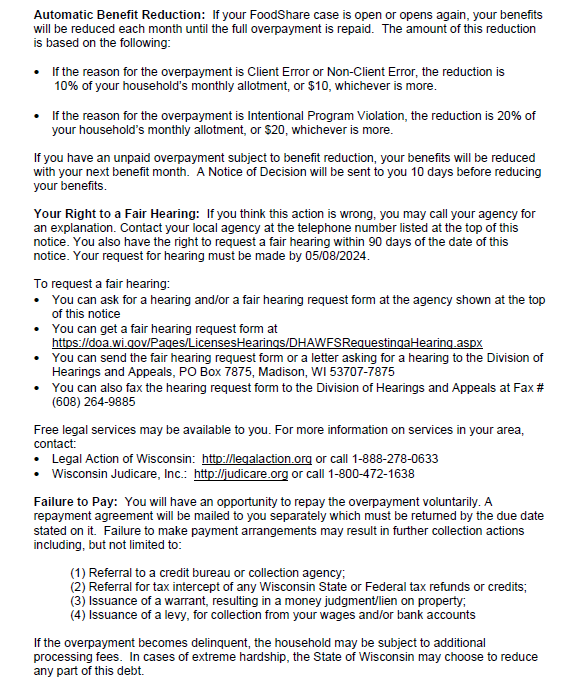 Automatic Benefit Reduction: If your FoodShare case is open or opens again, your benefits
will be reduced each month until the full overpayment is repaid. The amount of this reduction
is based on the following:
• If the reason for the overpayment is Client Error or Non-Client Error, the reduction is
10% of your household's monthly allotment, or $10, whichever is more.
• If the reason for the overpayment is Intentional Program Violation, the reduction is 20% of
your household's monthly allotment, or $20, whichever is more.
If you have an unpaid overpayment subject to benefit reduction, your benefits will be reduced
with your next benefit month. A Notice of Decision will be sent to you 10 days before reducing
your benefits.
Your Right to a Fair Hearing: If you think this action is wrong, you may call your agency for
an explanation. Contact your local agency at the telephone number listed at the top of this
notice. You also have the right to request a fair hearing within 90 days of the date of this
notice. Your request for hearing must be made by 05/08/2024.
To request a fair hearing:
• You can ask for a hearing and/or a fair hearing request form at the agency shown at the top
of this notice
• You can get a fair hearing request form at
https://doa.wi.gov/Pages/LicensesHearings/DHAWFSRequestingaHearing.aspx
• You can send the fair hearing request form or a letter asking for a hearing to the Division of
Hearings and Appeals, PO Box 7875, Madison, WI 53707-7875
• You can also fax the hearing request form to the Division of Hearings and Appeals at Fax #
(608) 264-9885
Free legal services may be available to you. For more information on services in your area,
contact:
• Legal Action of Wisconsin: http://legalaction.org or call 1-888-278-0633
• Wisconsin Judicare, Inc.: http://judicare.org or call 1-800-472-1638
Failure to Pay: You will have an opportunity to repay the overpayment voluntarily. A
repayment agreement will be mailed to you separately which must be returned by the due date
stated on it. Failure to make payment arrangements may result in further collection actions
including, but not limited to:
(1) Referral to a credit bureau or collection agency;
(2) Referral for tax intercept of any Wisconsin State or Federal tax refunds or credits;
(3) Issuance of a warrant, resulting in a money judgment/lien on property;
(4) Issuance of a levy, for collection from your wages and/or bank accounts
If the overpayment becomes delinquent, the household may be subject to additional
processing fees. In cases of extreme hardship, the State of Wisconsin may choose to reduce
any part of this debt.